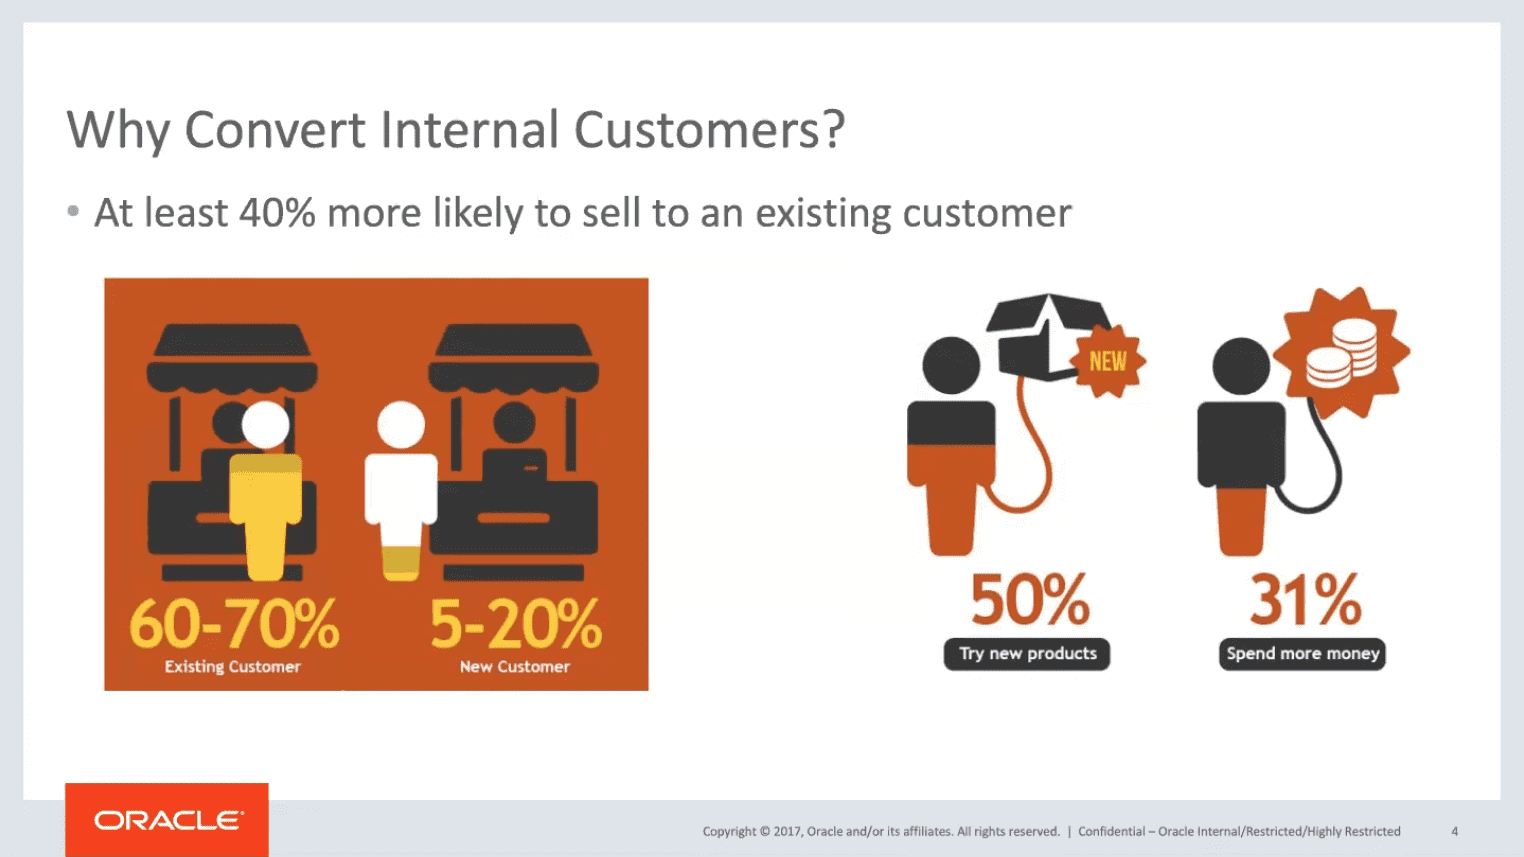 Why Convert Internal Customers?
• At least 40% more likely to sell to an existing customer
60-70%
Existing Customer
5-20%
New Customer
NEW
50%
Try new products
31%
Spend more money
ORACLE
Copyright © 2017, Oracle and/or its affiliates. All rights reserved. | Confidential – Oracle Internal/Restricted/Highly Restricted
4